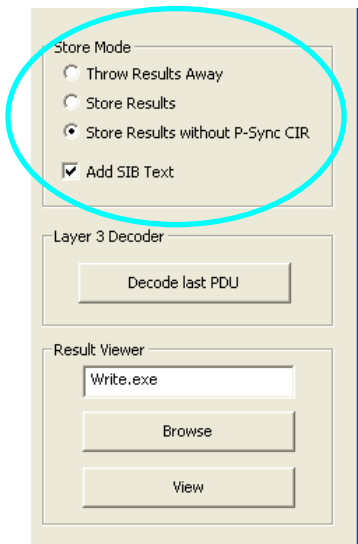 Store Mode
Throw Results Away
Store Results
Store Results without P-Sync CIR
Add SIB Text
Layer 3 Decoder
Decode last PDU
Result Viewer
Write.exe
Browse
View